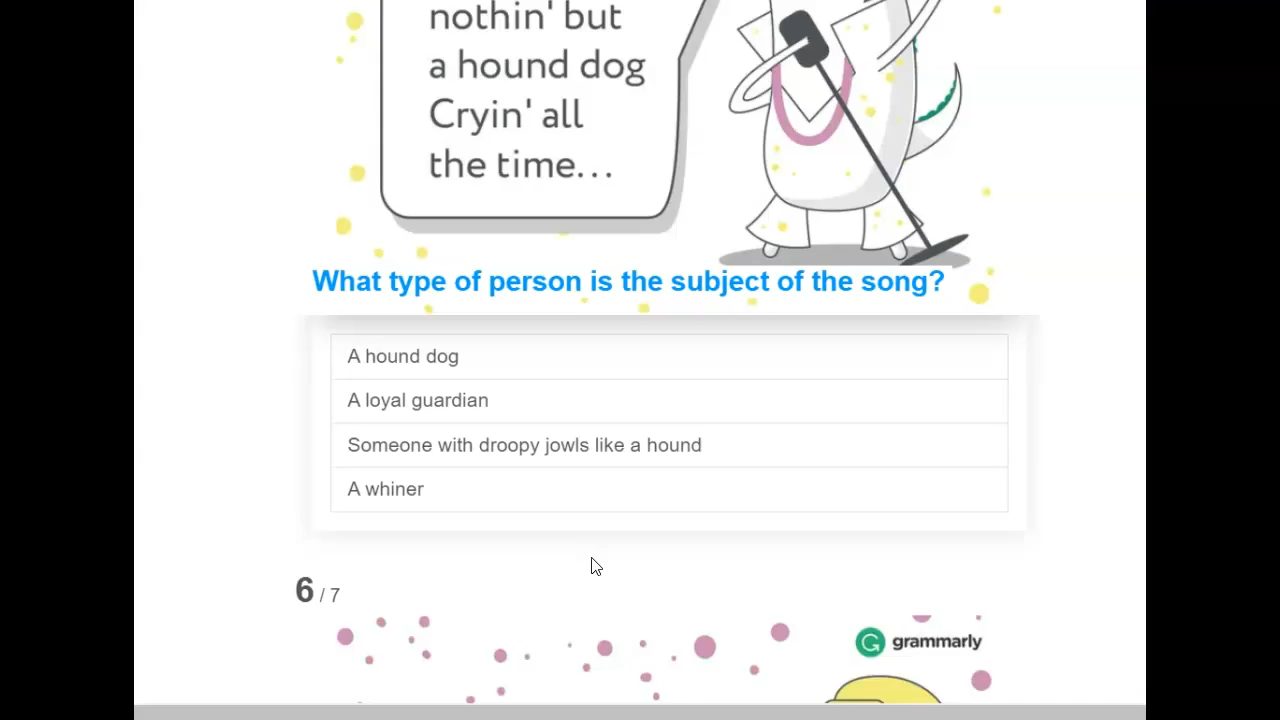 nothin' but
a hound dog
Cryin' all
the time...
What type of person is the subject of the song?
A hound dog
A loyal guardian
Someone with droopy jowls like a hound
A whiner
6 / 7
grammarly